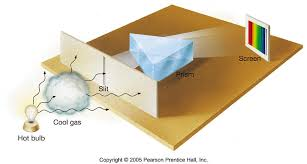 Screen
Prism
Slit
Cool gas
Hot bulb
Copyright © 2005 Pearson Prentice Hall, Inc.